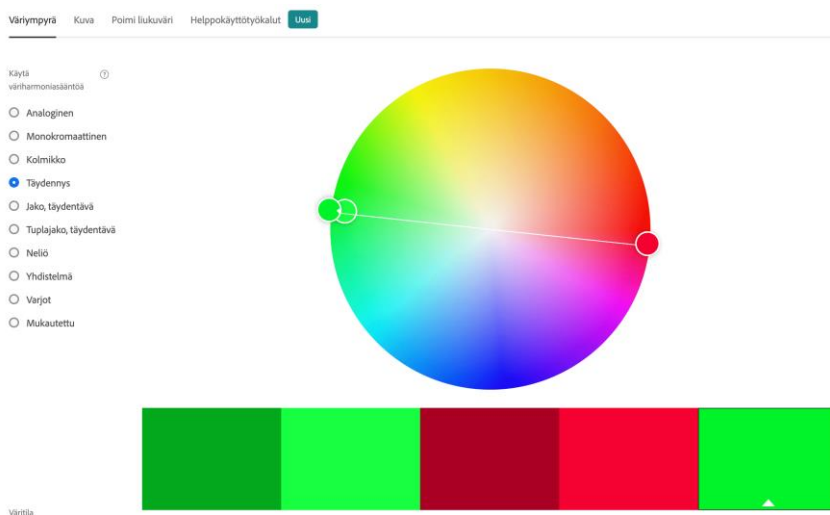 Väriympyrä Kuva Poimi liukuväri Helppokäyttötyökalut Uusi
Käytä
väriharmoniasääntöä
Analoginen
Monokromaattinen
Kolmikko
Täydennys
Jako, täydentävä
Tuplajako, täydentävä
Neliö
Yhdistelmä
Varjot
Mukautettu
Väritila